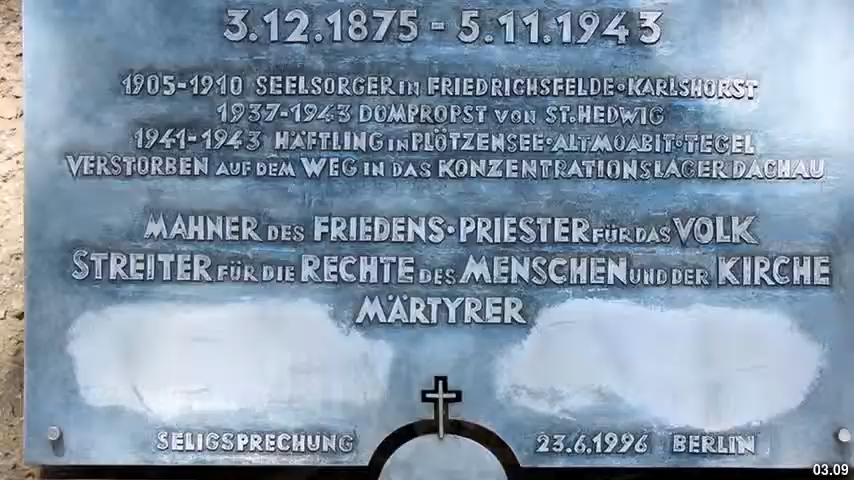 3.12.1875 - 5.11.1943
1905-1910 SEELSORGER IN FRIEDRICHSFELDE·KARLSHORST
1937-1943 DOMPROPST VON ST.HEDWIG
1941-1943 HÄFTLING IN PLÖTZENSEE·ALTMOABIT·TEGEL
VERSTORBEN AUF DEM WEG IN DAS KONZENTRATIONSLAGER DACHAU
MAHNER DES FRIEDENS·PRIESTER FÜR DAS VOLK
STREITER FÜR DIE RECHTE DES MENSCHEN UND DER KIRCHE
MÄRTYRER
SELIGSPRECHUNG 23.6.1996 BERLIN
03.09